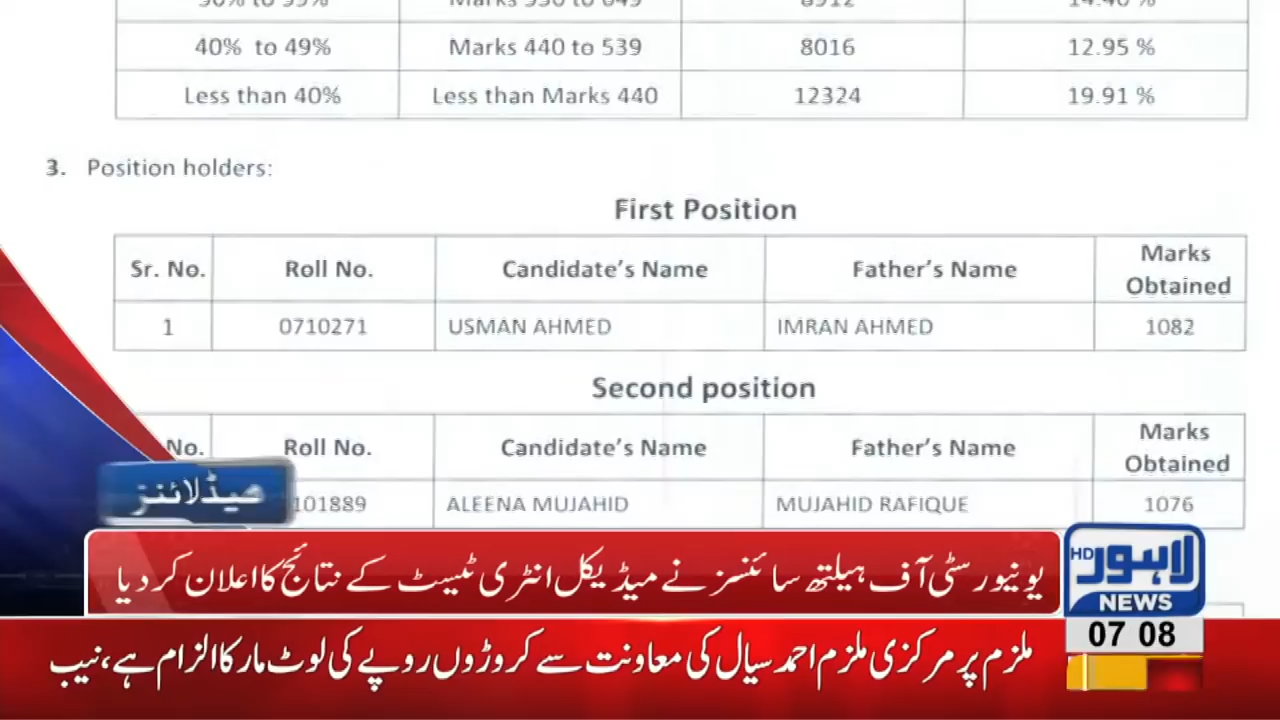 40% to 49% Marks 440 to 539 8016 12.95 %
Less than 40% Less than Marks 440 12324 19.91 %
3. Position holders:
First Position
Sr. No. Roll No. Candidate's Name Father's Name Marks Obtained
1 0710271 USMAN AHMED IMRAN AHMED 1082
Second position
No. Roll No. Candidate's Name Father's Name Marks Obtained
101889 ALEENA MUJAHID MUJAHID RAFIQUE 1076
ہیڈلائنز
یونیورسٹی آف ہیلتھ سائنسز نے میڈیکل انٹری ٹیسٹ کے نتائج کا اعلان کر دیا
HD لاہور
NEWS
07 08
ملزم پر مرکزی ملزم احمد سیال کی معاونت سے کروڑوں روپے کی لوٹ مار کا الزام ہے، نیب